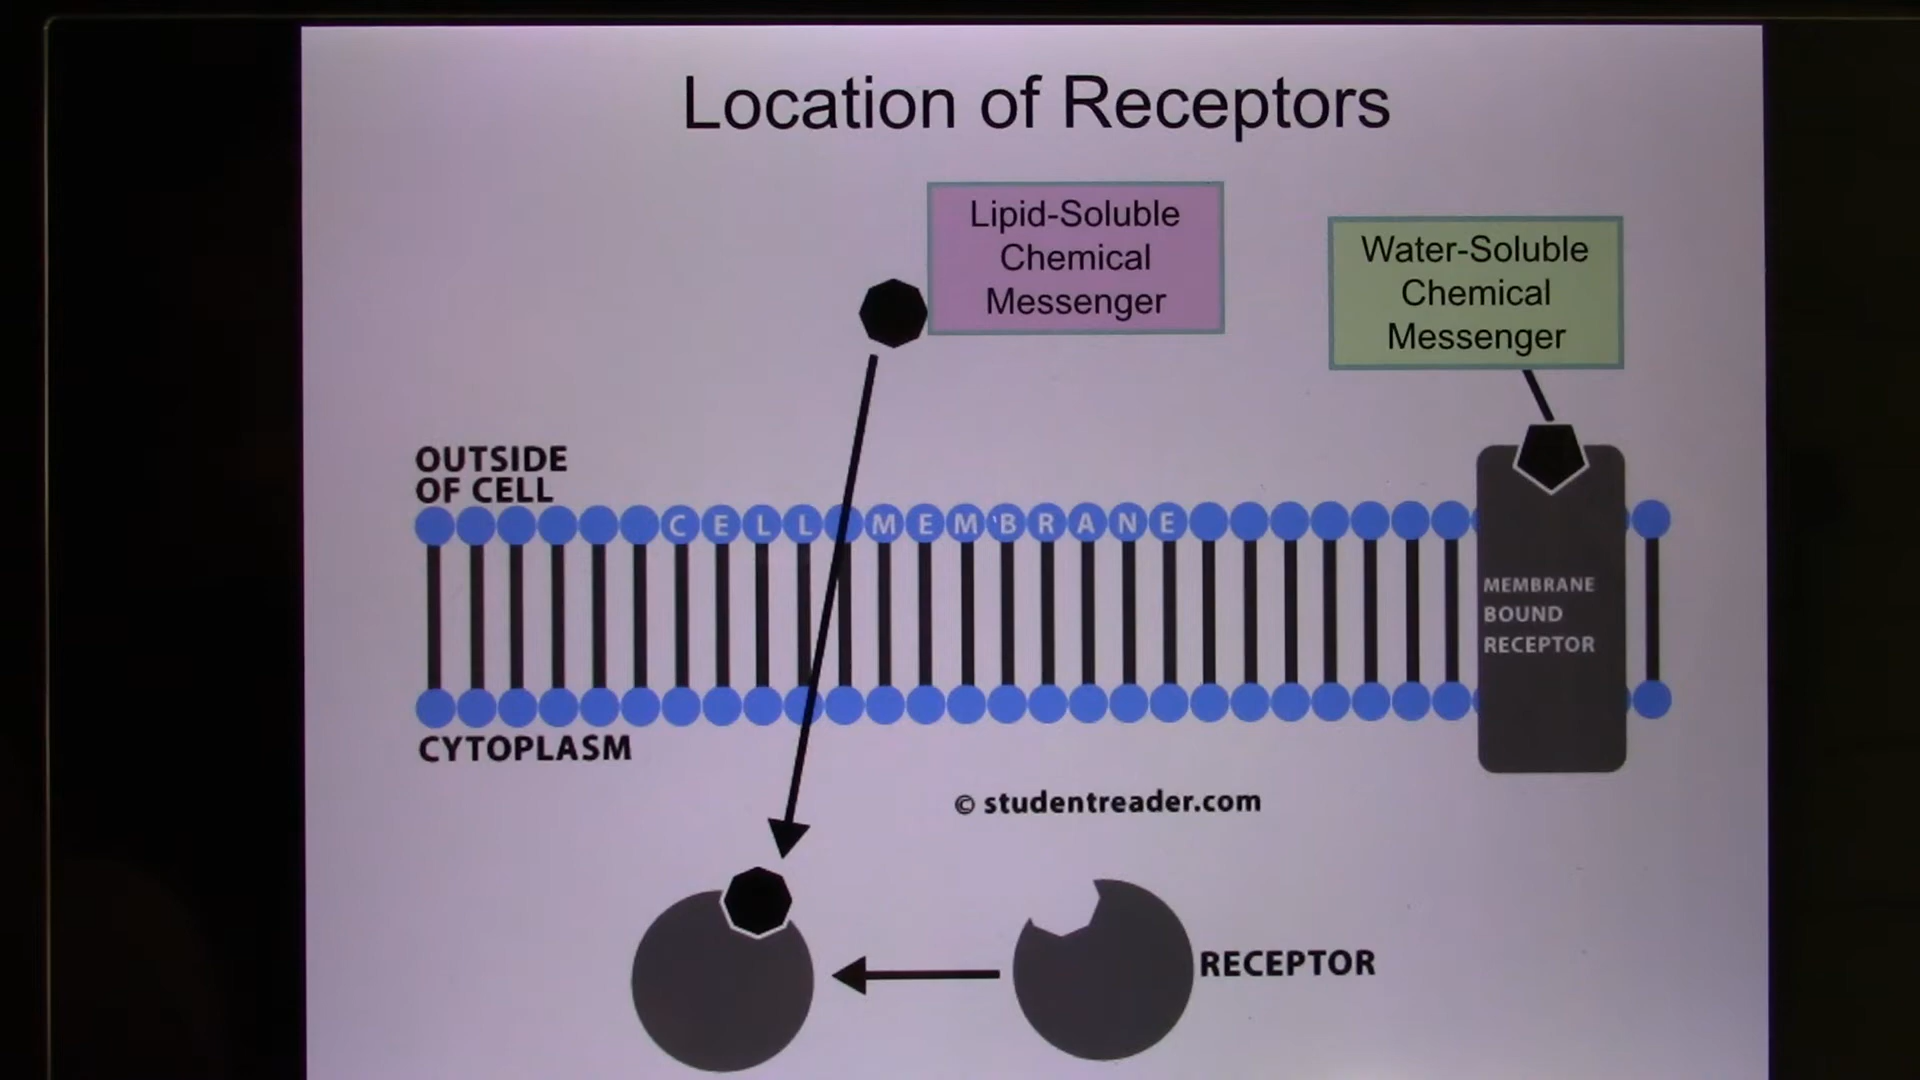 Location of Receptors
Lipid-Soluble
Chemical
Messenger
Water-Soluble
Chemical
Messenger
OUTSIDE
OF CELL
CELL MEMBRANE
MEMBRANE
BOUND
RECEPTOR
CYTOPLASM
© studentreader.com
RECEPTOR